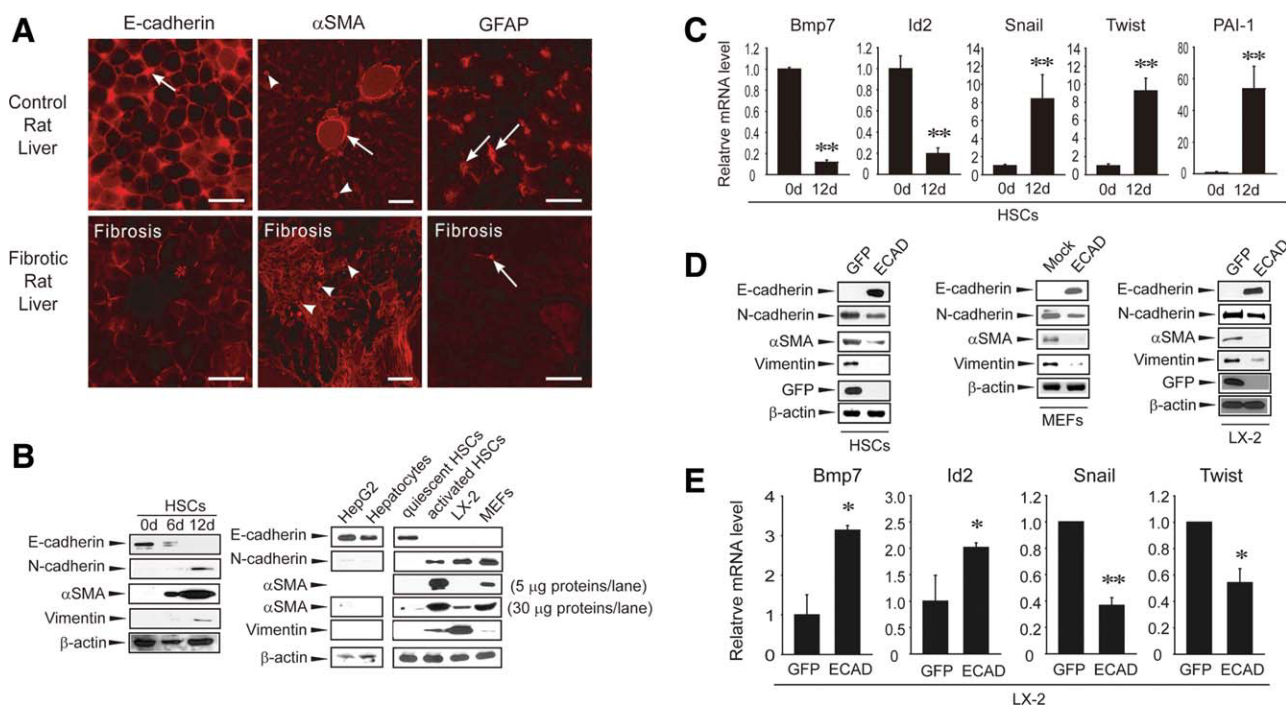 A
E-cadherin
αSMA
GFAP
Control
Rat
Liver
Fibrotic
Rat
Liver
Fibrosis
Fibrosis
Fibrosis
B
HSCs
0d 6d 12d
E-cadherin
N-cadherin
αSMA
Vimentin
β-actin
HepG2
Hepatocytes
quiescent HSCs
activated HSCs
LX-2
MEFs
E-cadherin
N-cadherin
αSMA
(5 μg proteins/lane)
αSMA
(30 μg proteins/lane)
Vimentin
β-actin
C
Relatrve mRNA level
Bmp7
1.2
1.0
0.8
0.6
0.4
0.2
0
**
0d 12d
Id2
1.2
1.0
0.8
0.6
0.4
0.2
0
**
0d 12d
Snail
14
12
10
8
6
4
2
0
**
0d 12d
Twist
14
12
10
8
6
4
2
0
**
0d 12d
PAI-1
80
60
40
20
0
**
0d 12d
HSCs
D
GFP ECAD
E-cadherin
N-cadherin
αSMA
Vimentin
GFP
β-actin
HSCs
Mock ECAD
E-cadherin
N-cadherin
αSMA
Vimentin
β-actin
MEFs
GFP ECAD
E-cadherin
N-cadherin
αSMA
Vimentin
GFP
β-actin
LX-2
E
Relatrve mRNA level
Bmp7
4
3
2
1
0
*
GFP ECAD
Id2
2.5
2.0
1.5
1.0
0.5
0
*
GFP ECAD
Snail
1.2
1.0
0.8
0.6
0.4
0.2
0
**
GFP ECAD
Twist
1.2
1.0
0.8
0.6
0.4
0.2
0
*
GFP ECAD
LX-2